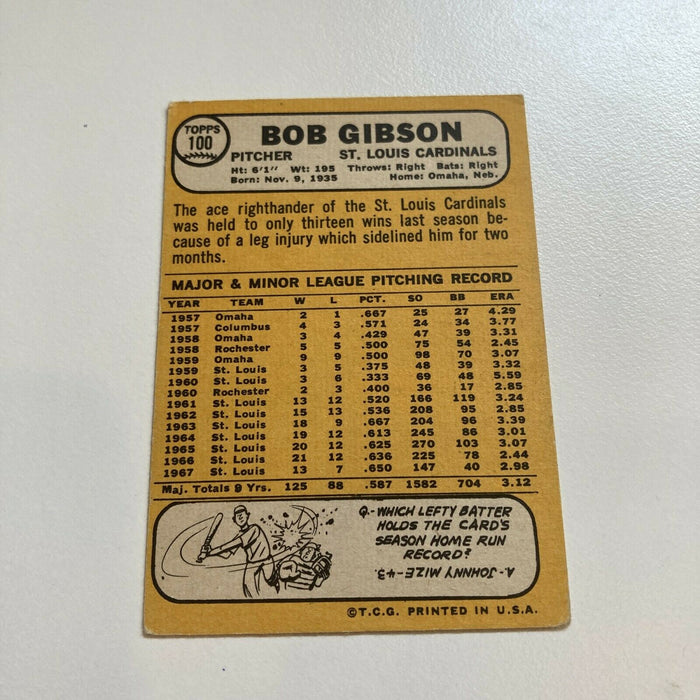 TOPPS
100
BOB GIBSON
PITCHER ST. LOUIS CARDINALS
Ht: 6'1" Wt: 195 Throws: Right Bats: Right
Born: Nov. 9, 1935 Home: Omaha, Neb.
The ace righthander of the St. Louis Cardinals
was held to only thirteen wins last season be-
cause of a leg injury which sidelined him for two
months.
MAJOR & MINOR LEAGUE PITCHING RECORD
YEAR TEAM W L PCT. SO BB ERA
1957 Omaha 2 1 .667 25 27 4.29
1957 Columbus 4 3 .571 24 34 3.77
1958 Omaha 3 4 .429 47 39 3.31
1958 Rochester 5 5 .500 75 54 2.45
1959 Omaha 9 9 .500 98 70 3.07
1959 St. Louis 3 5 .375 48 39 3.32
1960 St. Louis 3 6 .333 69 48 5.59
1960 Rochester 2 3 .400 36 17 2.85
1961 St. Louis 13 12 .520 166 119 3.24
1962 St. Louis 15 13 .536 208 95 2.85
1963 St. Louis 18 9 .667 204 96 3.39
1964 St. Louis 19 12 .613 245 86 3.01
1965 St. Louis 20 12 .625 270 103 3.07
1966 St. Louis 21 12 .636 225 78 2.44
1967 St. Louis 13 7 .650 147 40 2.98
Maj. Totals 9 Yrs. 125 88 .587 1582 704 3.12
Q.-WHICH LEFTY BATTER
HOLDS THE CARD'S
SEASON HOME RUN
RECORD?
A-JOHNNY MIZE-43.
©T.C.G. PRINTED IN U.S.A.